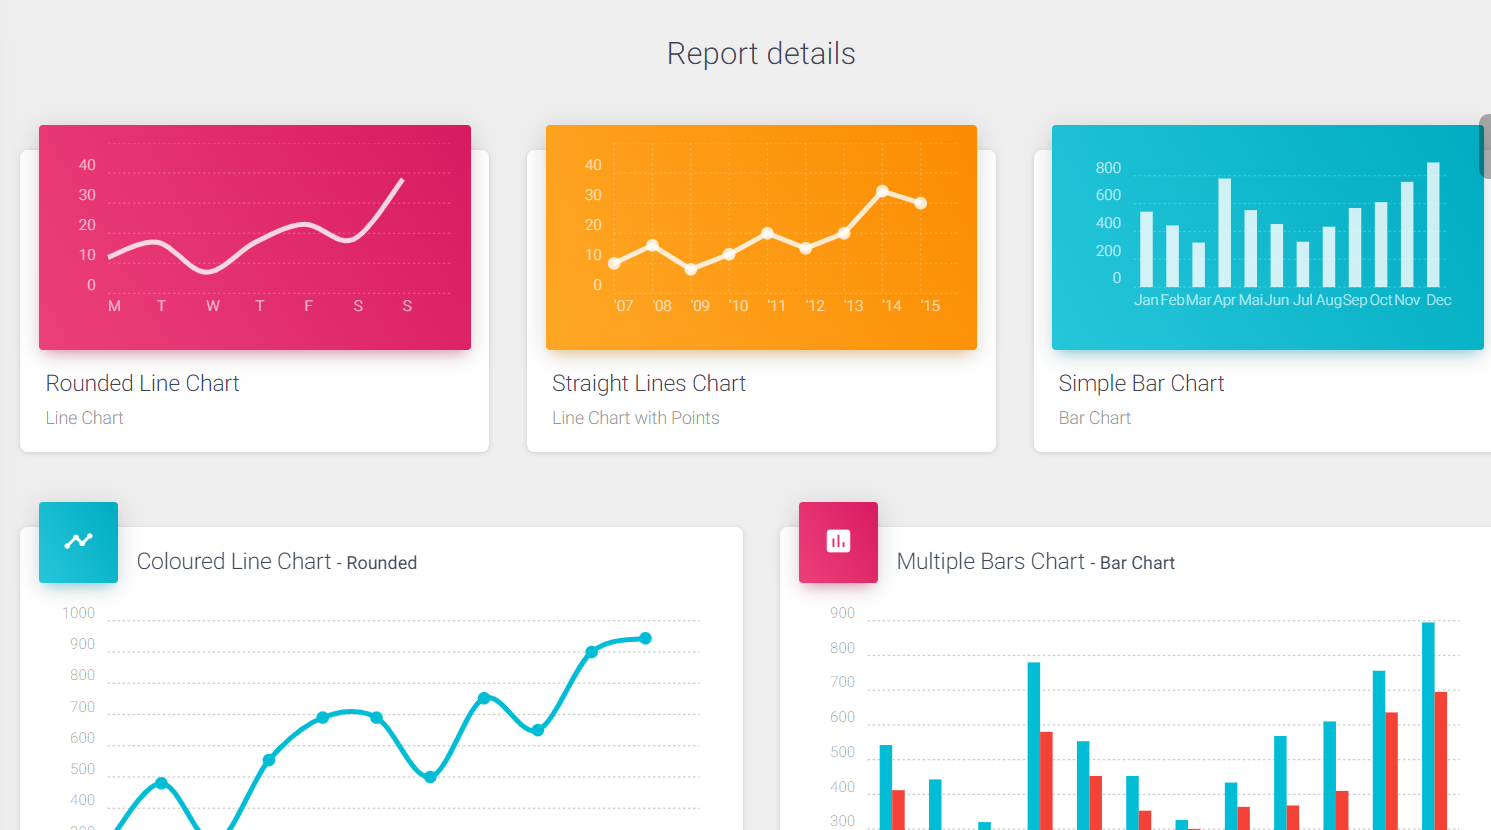 Report details
40
30
20
10
0
M T W T F S S
Rounded Line Chart
Line Chart
40
30
20
10
0
'07 '08 '09 '10 '11 '12 '13 '14 '15
Straight Lines Chart
Line Chart with Points
800
600
400
200
0
Jan Feb Mar Apr Mai Jun Jul Aug Sep Oct Nov Dec
Simple Bar Chart
Bar Chart
Coloured Line Chart - Rounded
1000
900
800
700
600
500
400
300
Multiple Bars Chart - Bar Chart
900
800
700
600
500
400
300